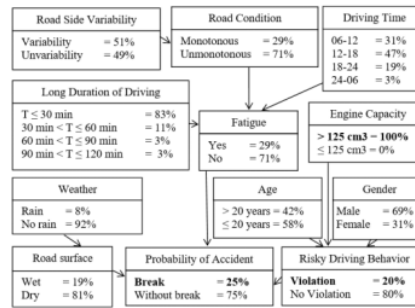 Road Side Variability
Variability = 51%
Unvariability = 49%
Road Condition
Monotonous = 29%
Unmonotonous = 71%
Driving Time
06-12 = 31%
12-18 = 47%
18-24 = 19%
24-06 = 3%
Long Duration of Driving
T ≤ 30 min = 83%
30 min < T ≤ 60 min = 11%
60 min < T ≤ 90 min = 3%
90 min < T ≤ 120 min = 3%
Fatigue
Yes = 29%
No = 71%
Engine Capacity
> 125 cm3 = 100%
≤ 125 cm3 = 0%
Weather
Rain = 8%
No rain = 92%
Age
> 20 years = 42%
≤ 20 years = 58%
Gender
Male = 69%
Female = 31%
Road surface
Wet = 19%
Dry = 81%
Probability of Accident
Break = 25%
Without break = 75%
Risky Driving Behavior
Violation = 20%
No Violation = 80%